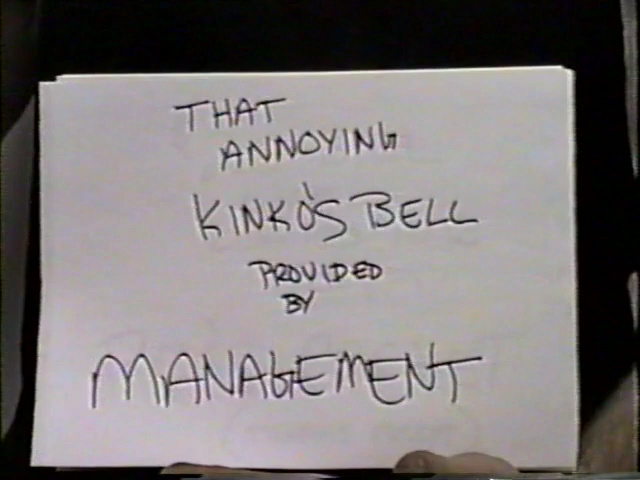 THAT
ANNOYING
KINKO'S BELL
PROVIDED
BY
MANAGEMENT